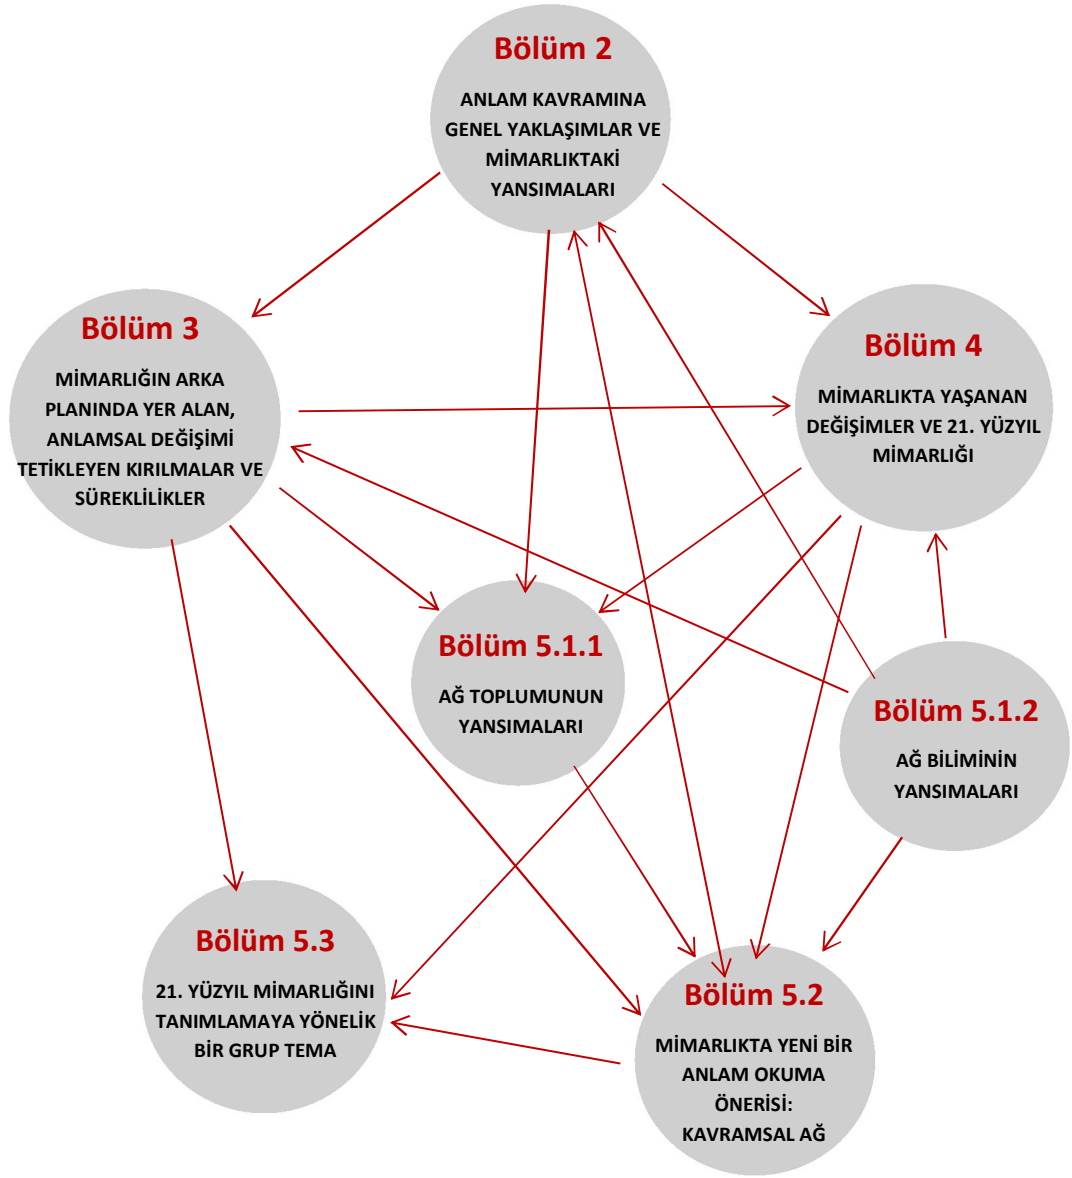 Bölüm 2
ANLAM KAVRAMINA
GENEL YAKLAŞIMLAR VE
MİMARLIKTAKİ
YANSIMALARI
Bölüm 3
MİMARLIĞIN ARKA
PLANINDA YER ALAN,
ANLAMSAL DEĞİŞİMİ
TETİKLEYEN KIRILMALAR VE
SÜREKLİLİKLER
Bölüm 4
MİMARLIKTA YAŞANAN
DEĞİŞİMLER VE 21. YÜZYIL
MİMARLIĞI
Bölüm 5.1.1
AĞ TOPLUMUNUN
YANSIMALARI
Bölüm 5.1.2
AĞ BİLİMİNİN
YANSIMALARI
Bölüm 5.3
21. YÜZYIL MİMARLIĞINI
TANIMLAMAYA YÖNELİK
BİR GRUP TEMA
Bölüm 5.2
MİMARLIKTA YENİ BİR
ANLAM OKUMA
ÖNERİSİ:
KAVRAMSAL AĞ